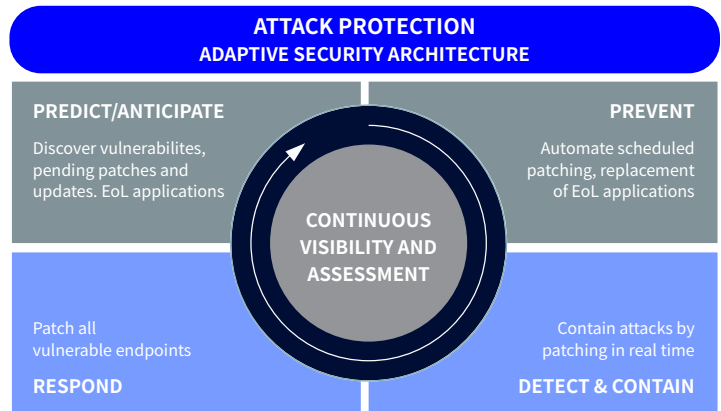 ATTACK PROTECTION
ADAPTIVE SECURITY ARCHITECTURE
PREDICT/ANTICIPATE
Discover vulnerabilites,
pending patches and
updates. EoL applications
PREVENT
Automate scheduled
patching, replacement
of EoL applications
CONTINUOUS
VISIBILITY AND
ASSESSMENT
Patch all
vulnerable endpoints
RESPOND
Contain attacks by
patching in real time
DETECT & CONTAIN